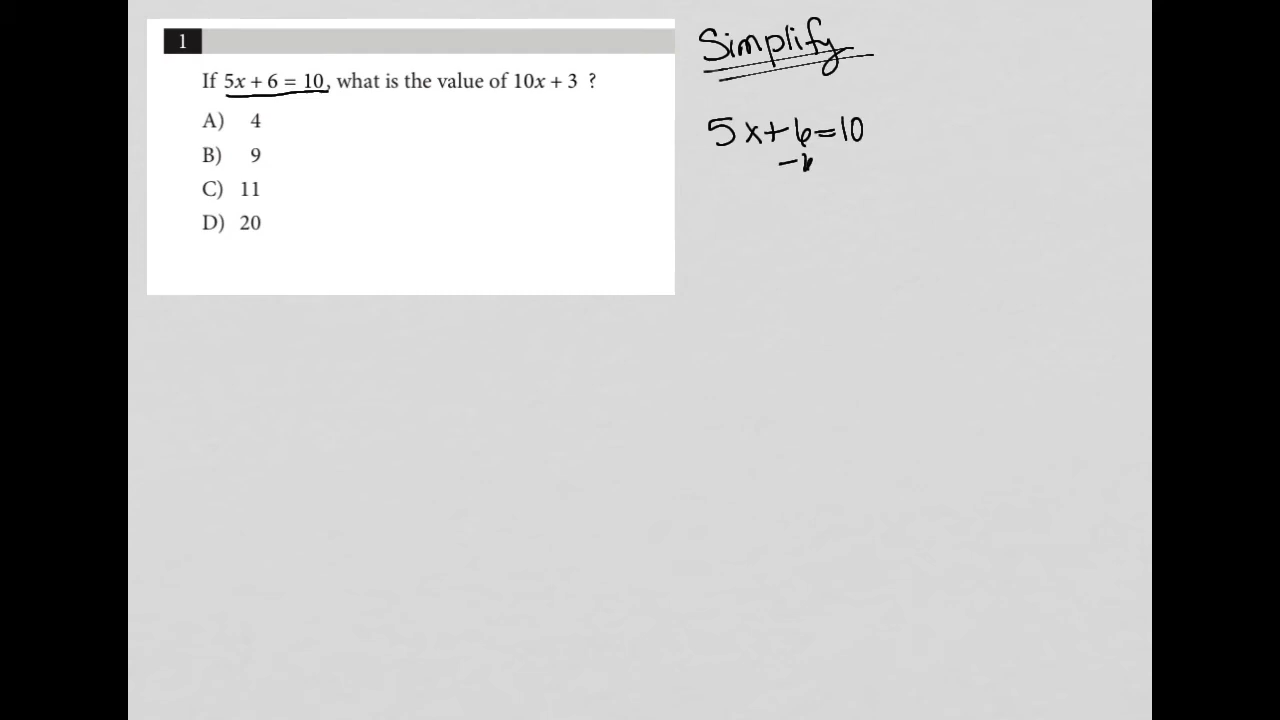 1
If 5x + 6 = 10, what is the value of 10x + 3 ?
A) 4
B) 9
C) 11
D) 20
Simplify
5x+6=10